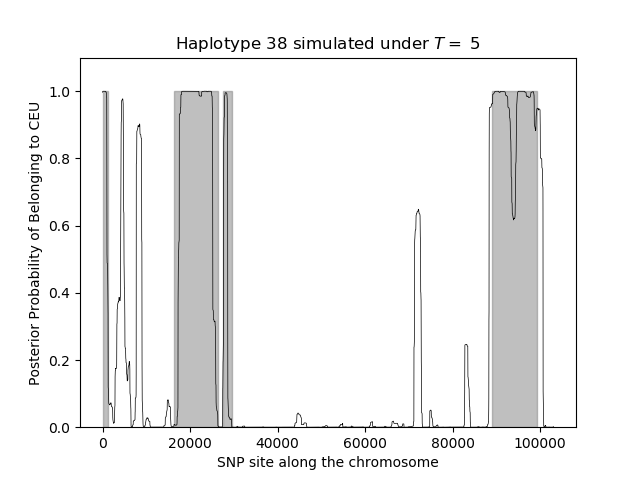 Haplotype 38 simulated under T = 5
Posterior Probability of Belonging to CEU
1.0
0.8
0.6
0.4
0.2
0.0
0 20000 40000 60000 80000 100000
SNP site along the chromosome